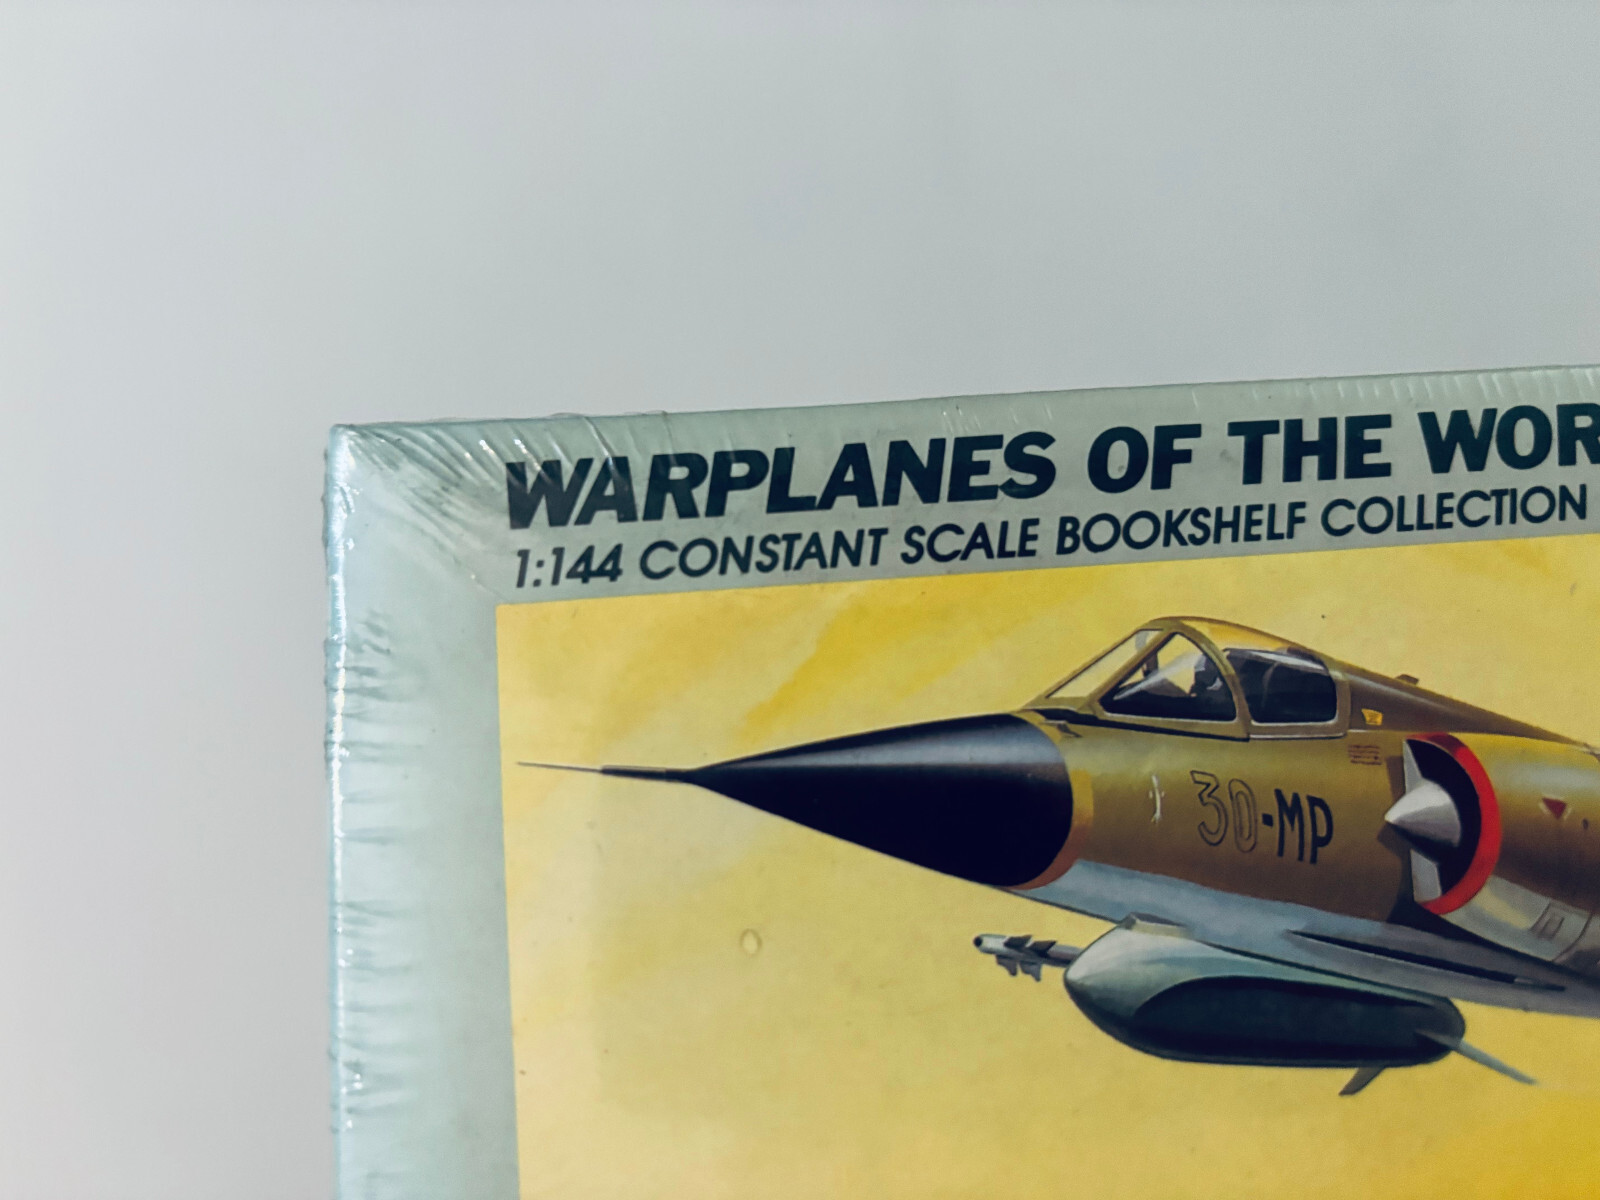 WARPLANES OF THE WOR
1:144 CONSTANT SCALE BOOKSHELF COLLECTION
30-MP